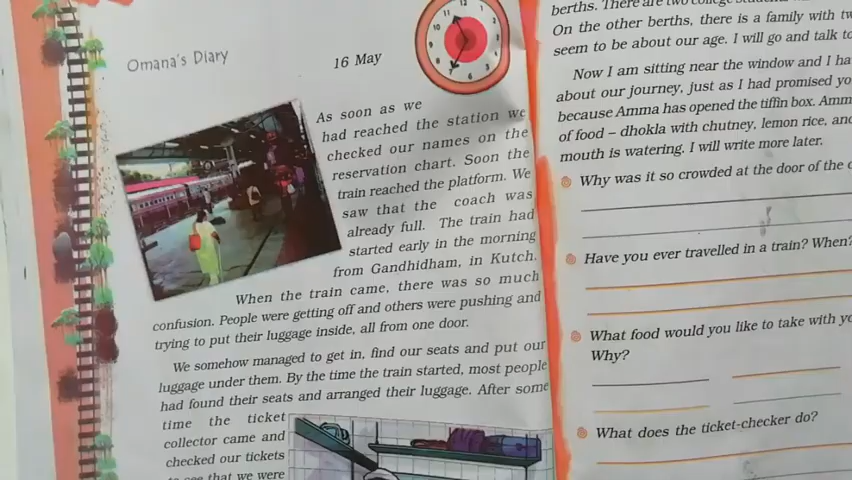 Omana's Diary
16 May
As soon as we
had reached the station we
checked our names on the
reservation chart. Soon the
train reached the platform. We
saw that the coach was
already full. The train had
started early in the morning
from Gandhidham, in Kutch.
When the train came, there was so much
confusion. People were getting off and others were pushing and
trying to put their luggage inside, all from one door.
We somehow managed to get in, find our seats and put our
luggage under them. By the time the train started, most people
had found their seats and arranged their luggage. After some
time the ticket
collector came and
checked our tickets
to see that we were
berths. There are two college
On the other berths, there is a family with
seem to be about our age. I will go and talk to
Now I am sitting near the window and I
about our journey, just as I had promised
because Amma has opened the tiffin box.
of food – dhokla with chutney, lemon rice,
mouth is watering. I will write more later.
Why was it so crowded at the door of the
Have you ever travelled in a train? When?
What food would you like to take with
Why?
What does the ticket-checker do?